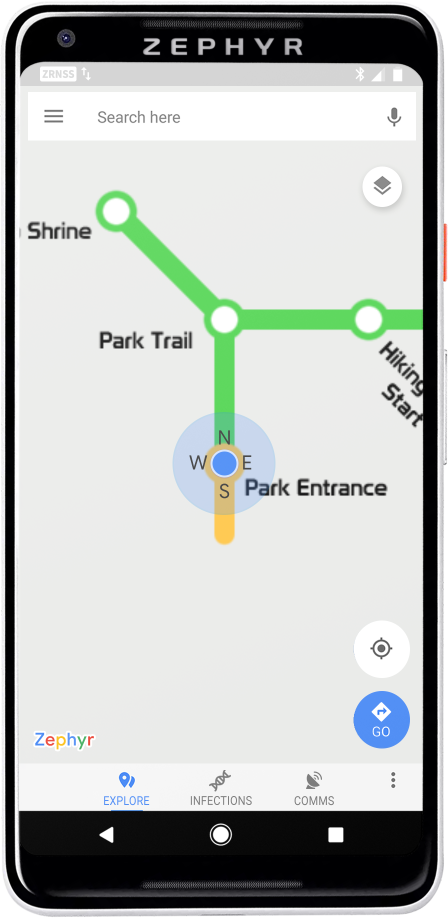 ZEPHYR
ZRNSS
Search here
Shrine
Park Trail
Hiking
Start
N
W E
S
Park Entrance
GO
Zephyr
EXPLORE INFECTIONS COMMS